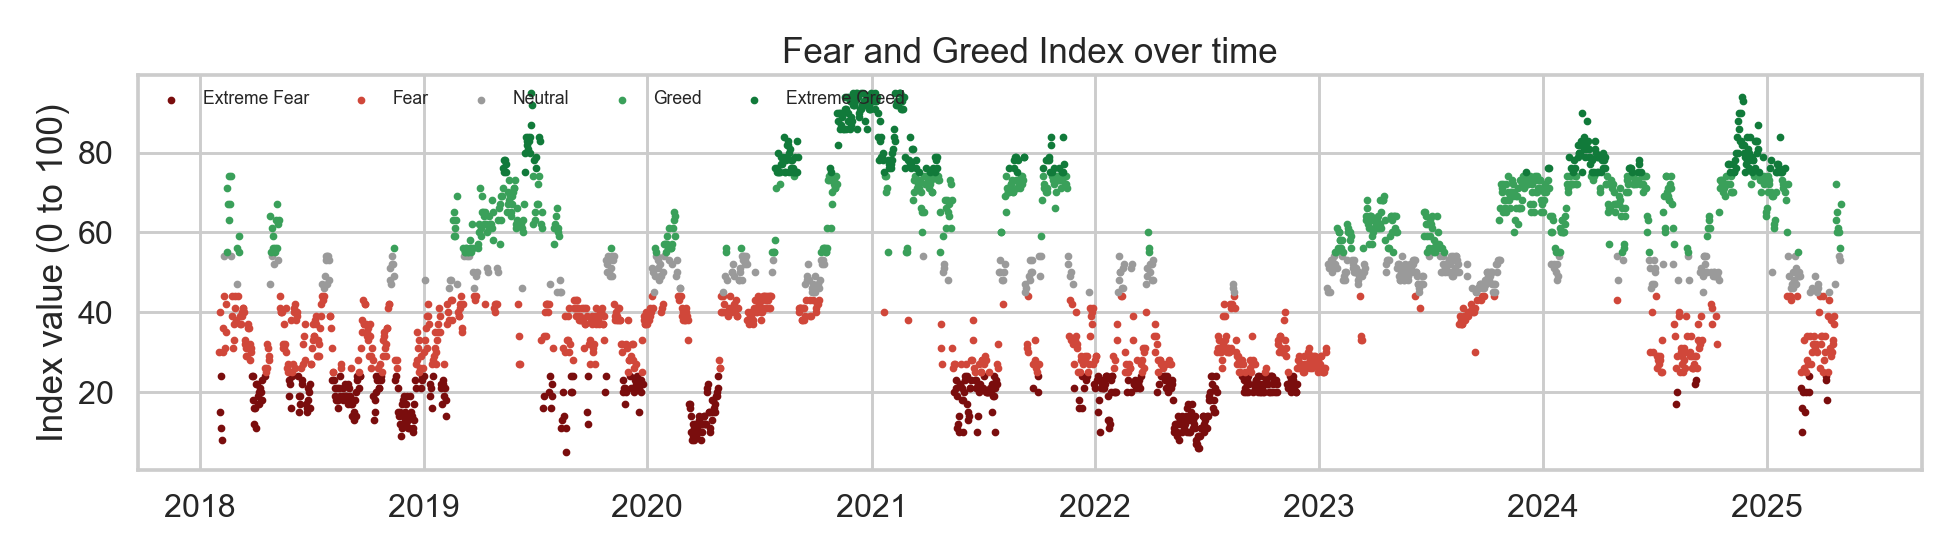 Fear and Greed Index over time
Extreme Fear Fear Neutral Greed Extreme Greed
Index value (0 to 100)
80
60
40
20
2018 2019 2020 2021 2022 2023 2024 2025